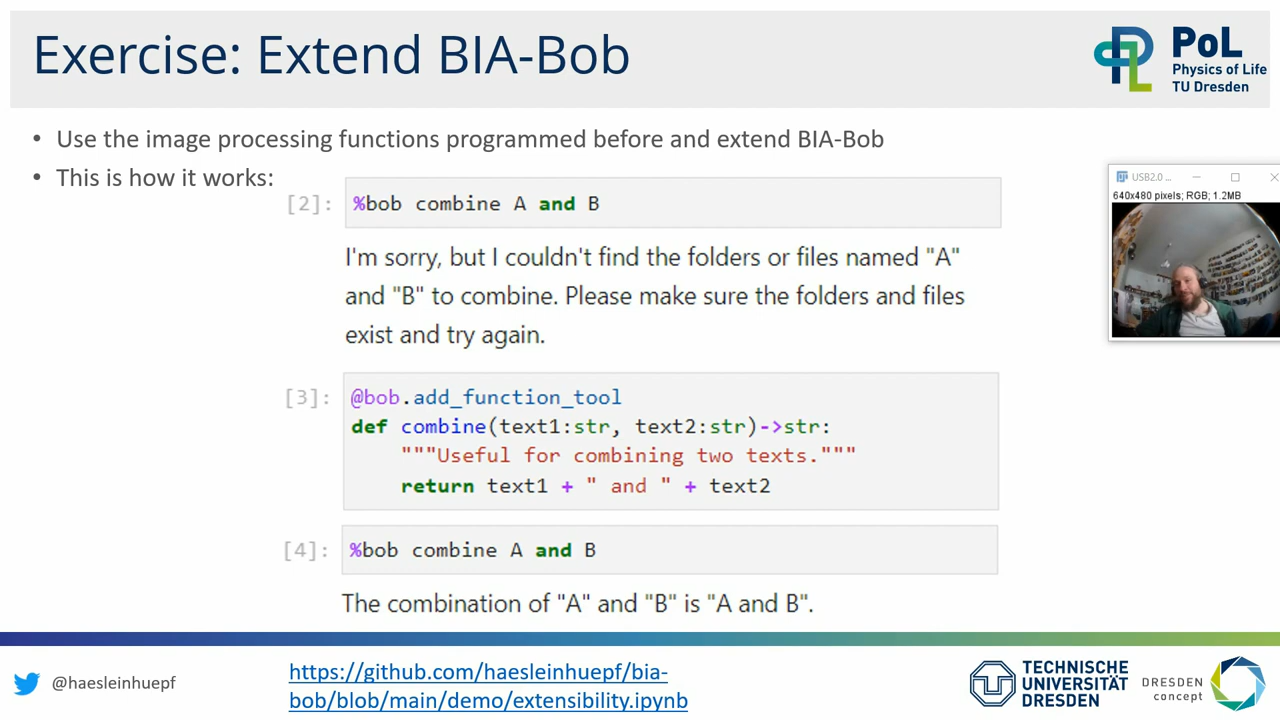 Exercise: Extend BIA-Bob
PoL
Physics of Life
TU Dresden
• Use the image processing functions programmed before and extend BIA-Bob
• This is how it works:
[2]: %bob combine A and B
I'm sorry, but I couldn't find the folders or files named "A"
and "B" to combine. Please make sure the folders and files
exist and try again.
[3]: @bob.add_function_tool
def combine(text1:str, text2:str)->str:
"""Useful for combining two texts."""
return text1 + " and " + text2
[4]: %bob combine A and B
The combination of "A" and "B" is "A and B".
USB2.0 ...
640x480 pixels; RGB; 1.2MB
@haesleinhuepf
https://github.com/haesleinhuepf/bia-
bob/blob/main/demo/extensibility.ipynb
TECHNISCHE
UNIVERSITÄT
DRESDEN
DRESDEN
concept